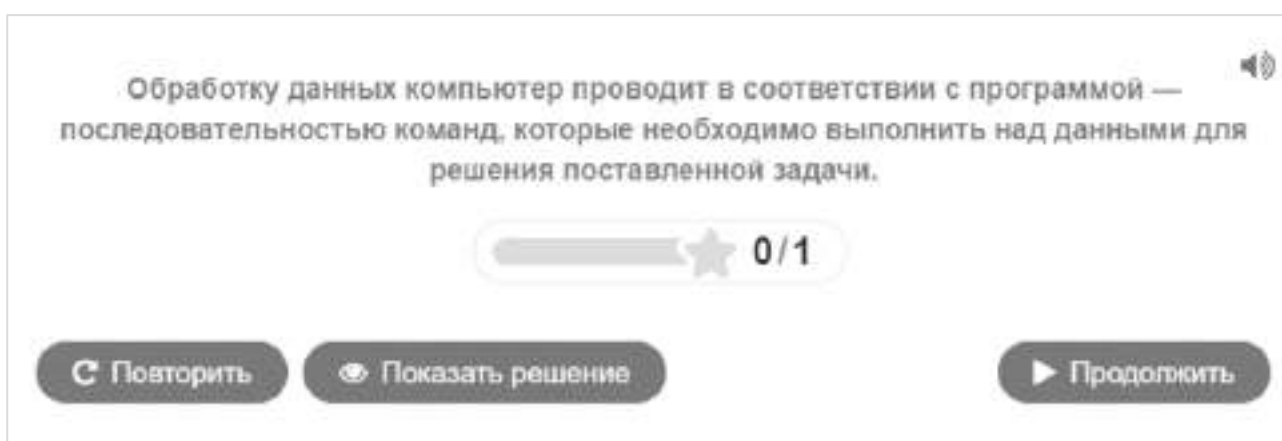 Обработку данных компьютер проводит в соответствии с программой —
последовательностью команд, которые необходимо выполнить над данными для
решения поставленной задачи.
0/1
Повторить Показать решение Продолжить